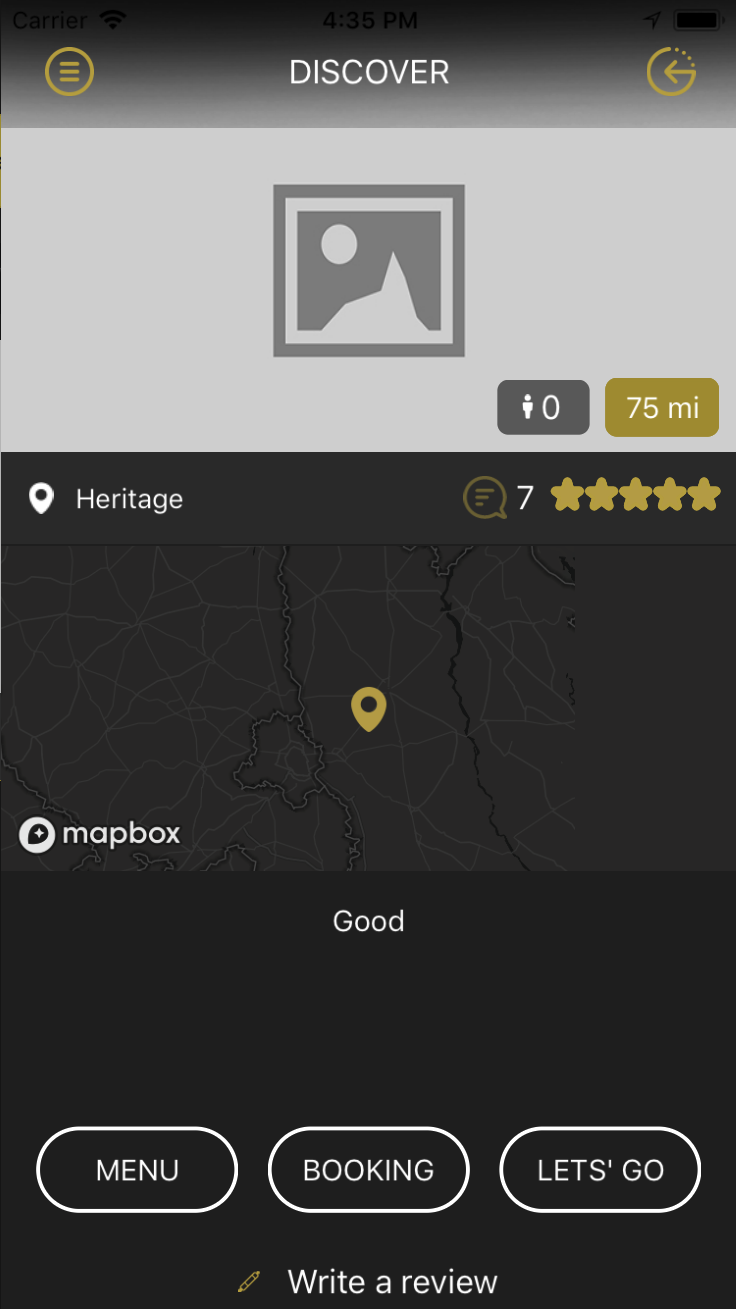 Carrier 4:35 PM
DISCOVER
0 75 mi
Heritage 7
mapbox
Good
MENU BOOKING LETS' GO
Write a review